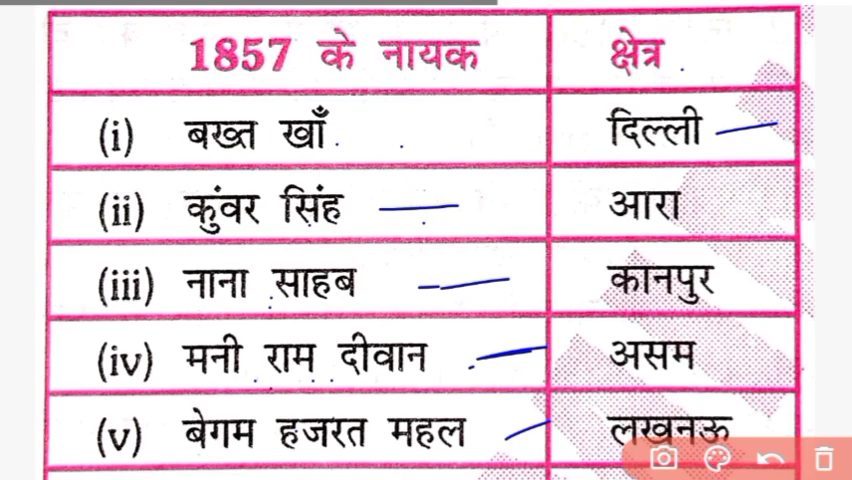 1857 के नायक क्षेत्र
(i) बख्त खाँ दिल्ली
(ii) कुंवर सिंह आरा
(iii) नाना साहब कानपुर
(iv) मनी राम दीवान असम
(v) बेगम हजरत महल लखनऊ